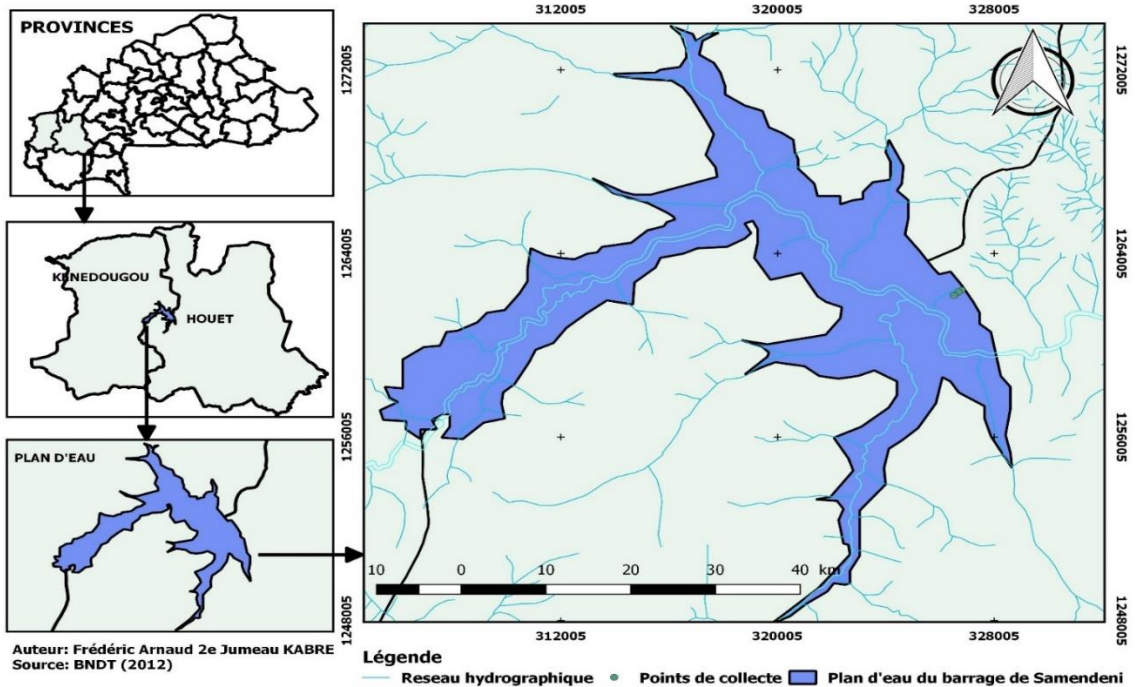 PROVINCES
KENEDOUGOU
HOUET
PLAN D'EAU
Auteur: Frédéric Arnaud 2e Jumeau KABRE
Source: BNDT (2012)
312005 320005 328005
1272005 1272005
1264005 1264005
1256005 1256005
1248005 1248005
10 0 10 20 30 40 km
312005 320005 328005
Légende
Reseau hydrographique Points de collecte Plan d'eau du barrage de Samendeni